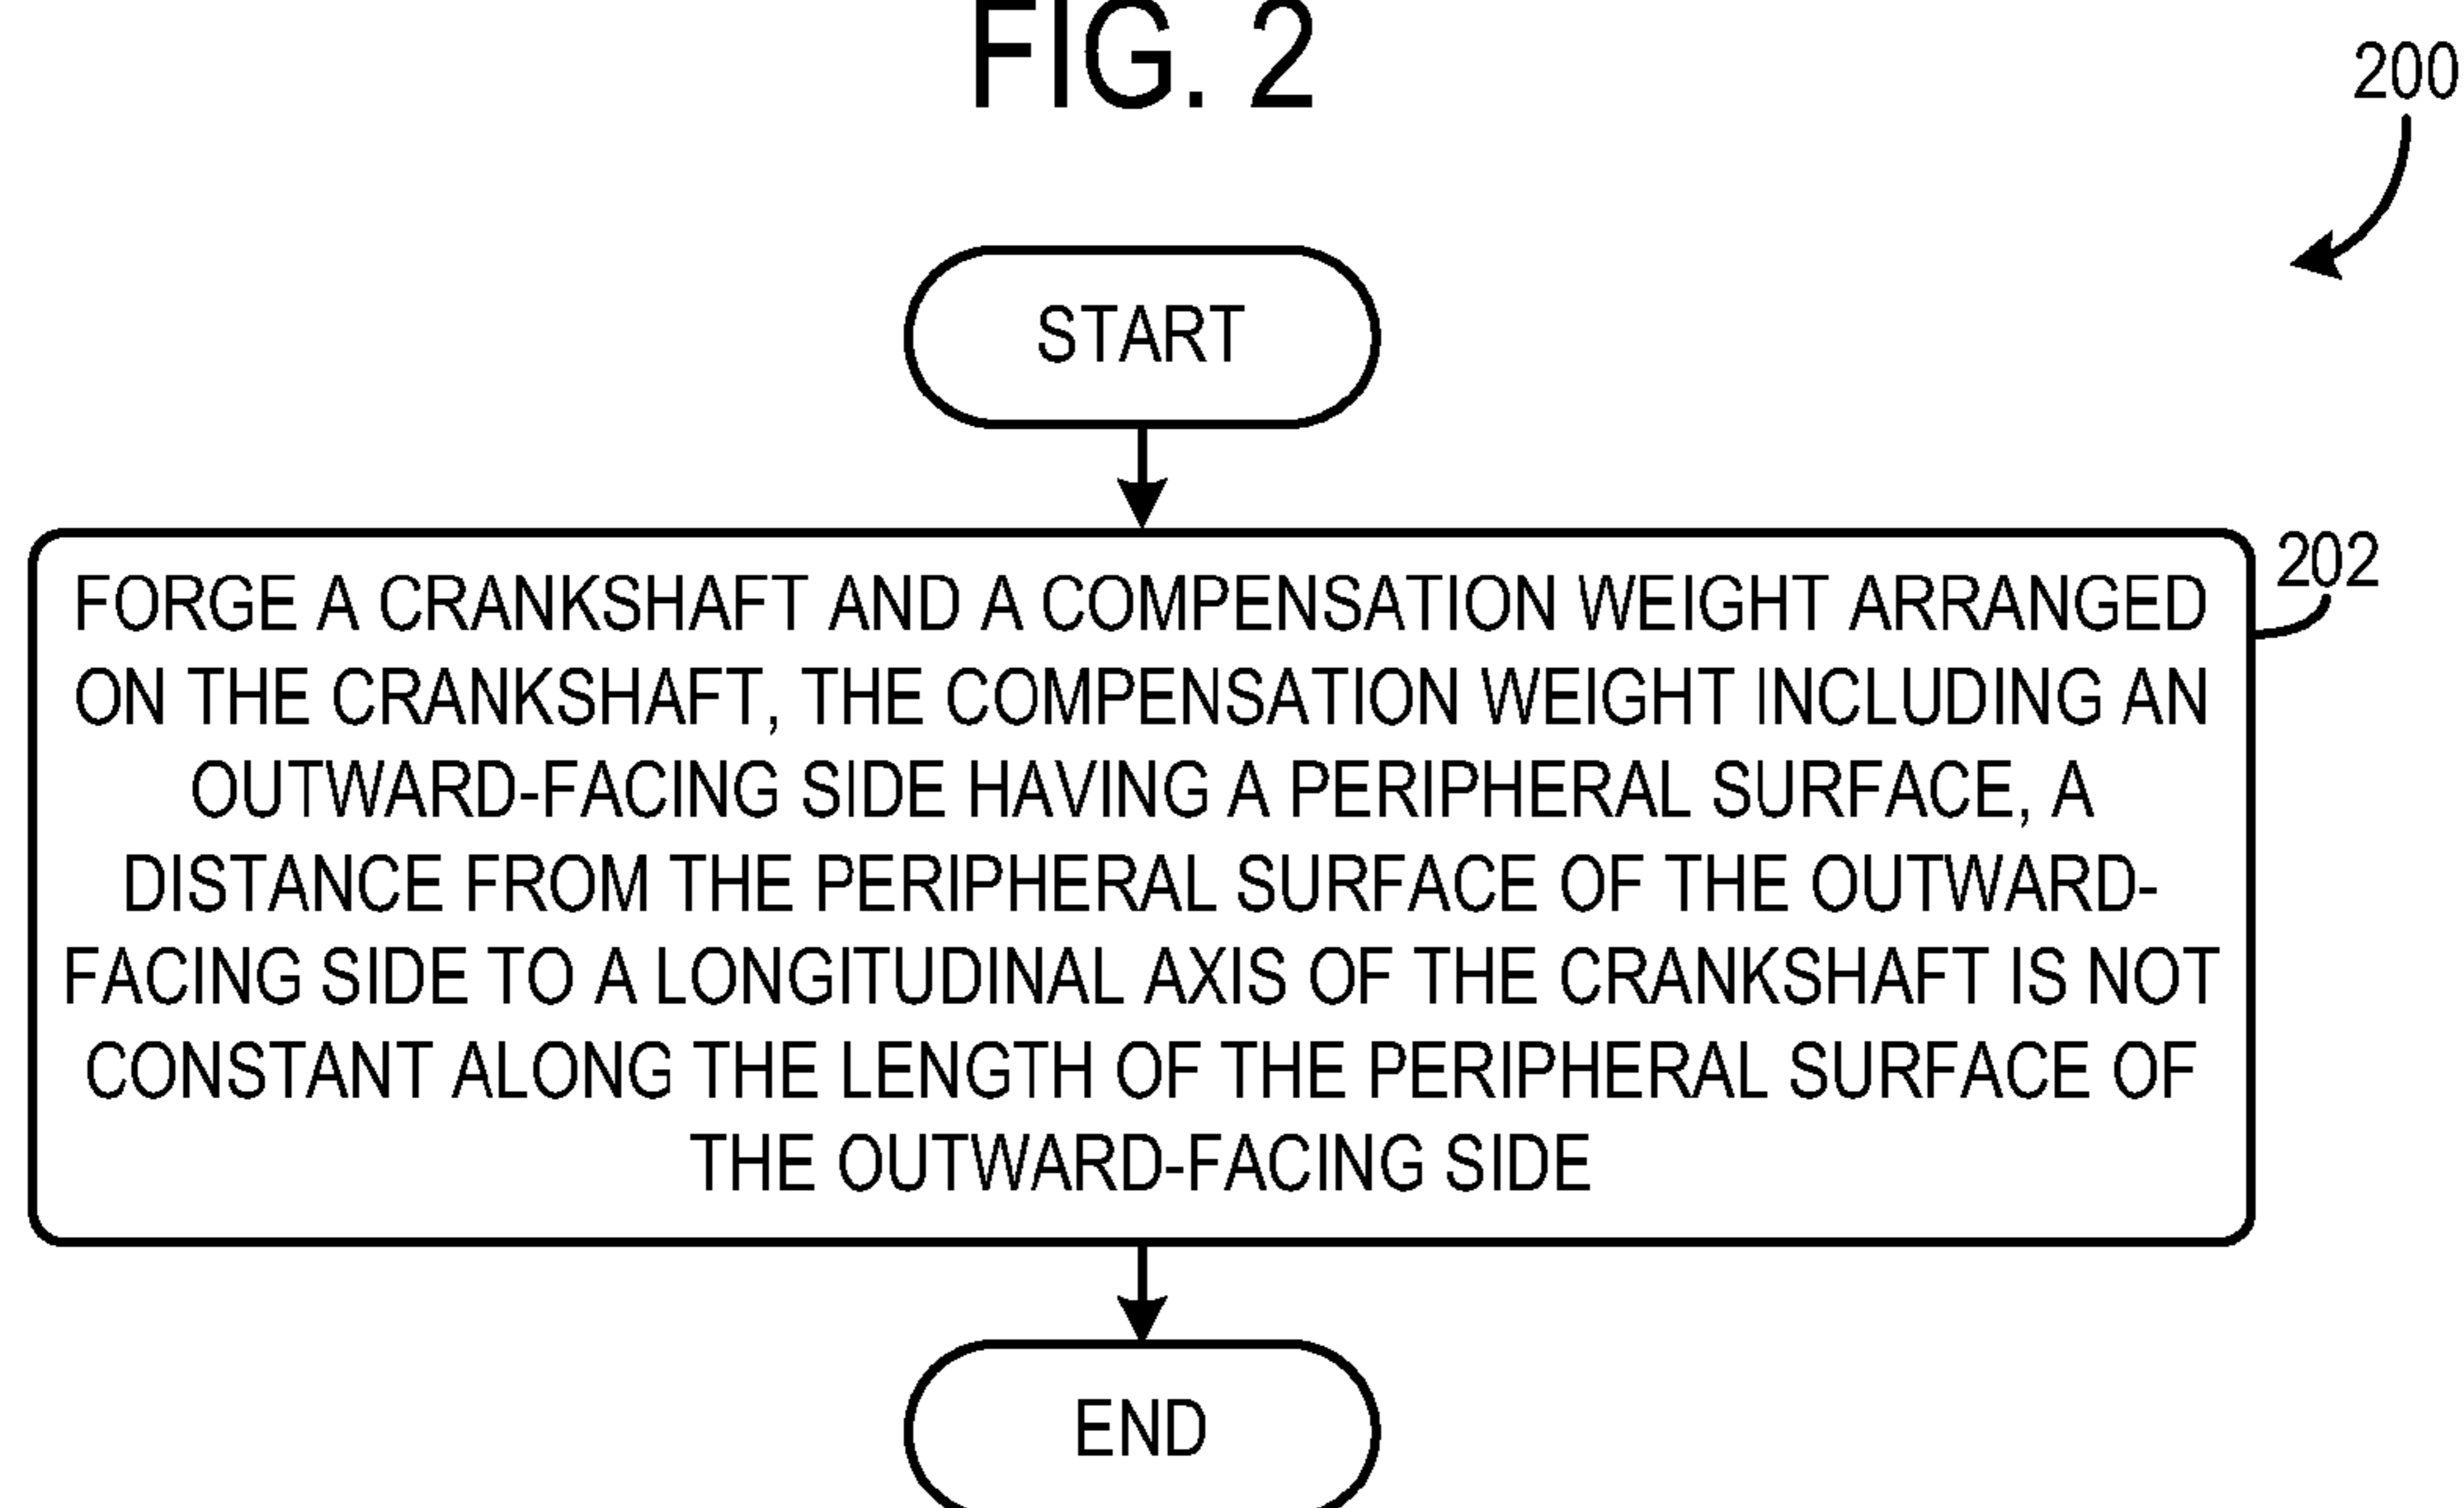 FIG. 2
200
START
202
FORGE A CRANKSHAFT AND A COMPENSATION WEIGHT ARRANGED
ON THE CRANKSHAFT, THE COMPENSATION WEIGHT INCLUDING AN
OUTWARD-FACING SIDE HAVING A PERIPHERAL SURFACE, A
DISTANCE FROM THE PERIPHERAL SURFACE OF THE OUTWARD-
FACING SIDE TO A LONGITUDINAL AXIS OF THE CRANKSHAFT IS NOT
CONSTANT ALONG THE LENGTH OF THE PERIPHERAL SURFACE OF
THE OUTWARD-FACING SIDE
END